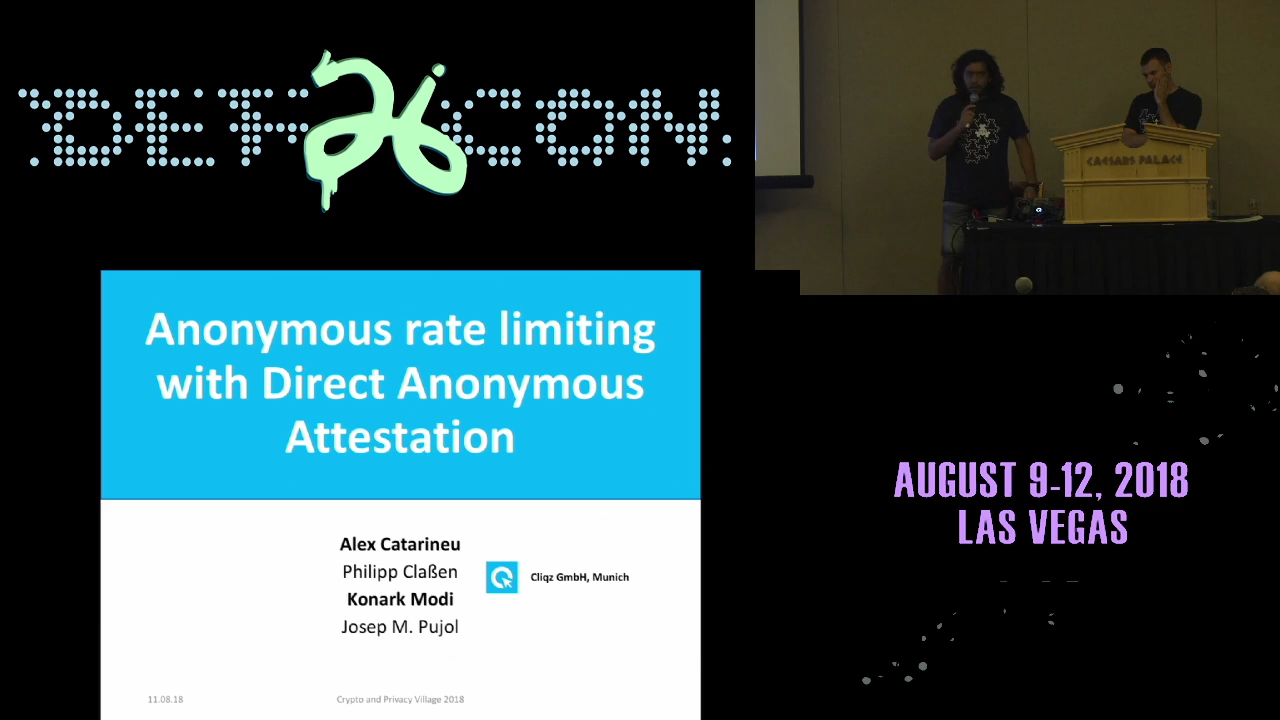 DEF 26 CON
CAESARS PALACE
Anonymous rate limiting
with Direct Anonymous
Attestation
Alex Catarineu
Philipp Claßen
Konark Modi
Josep M. Pujol
Cliqz GmbH, Munich
11.08.18
Crypto and Privacy Village 2018
AUGUST 9-12, 2018
LAS VEGAS